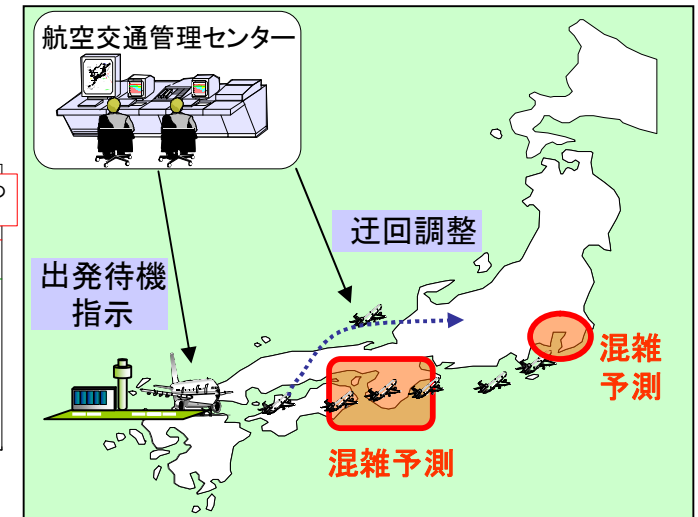 航空交通管理センター
迂回調整
出発待機
指示
混雑
予測
混雑予測